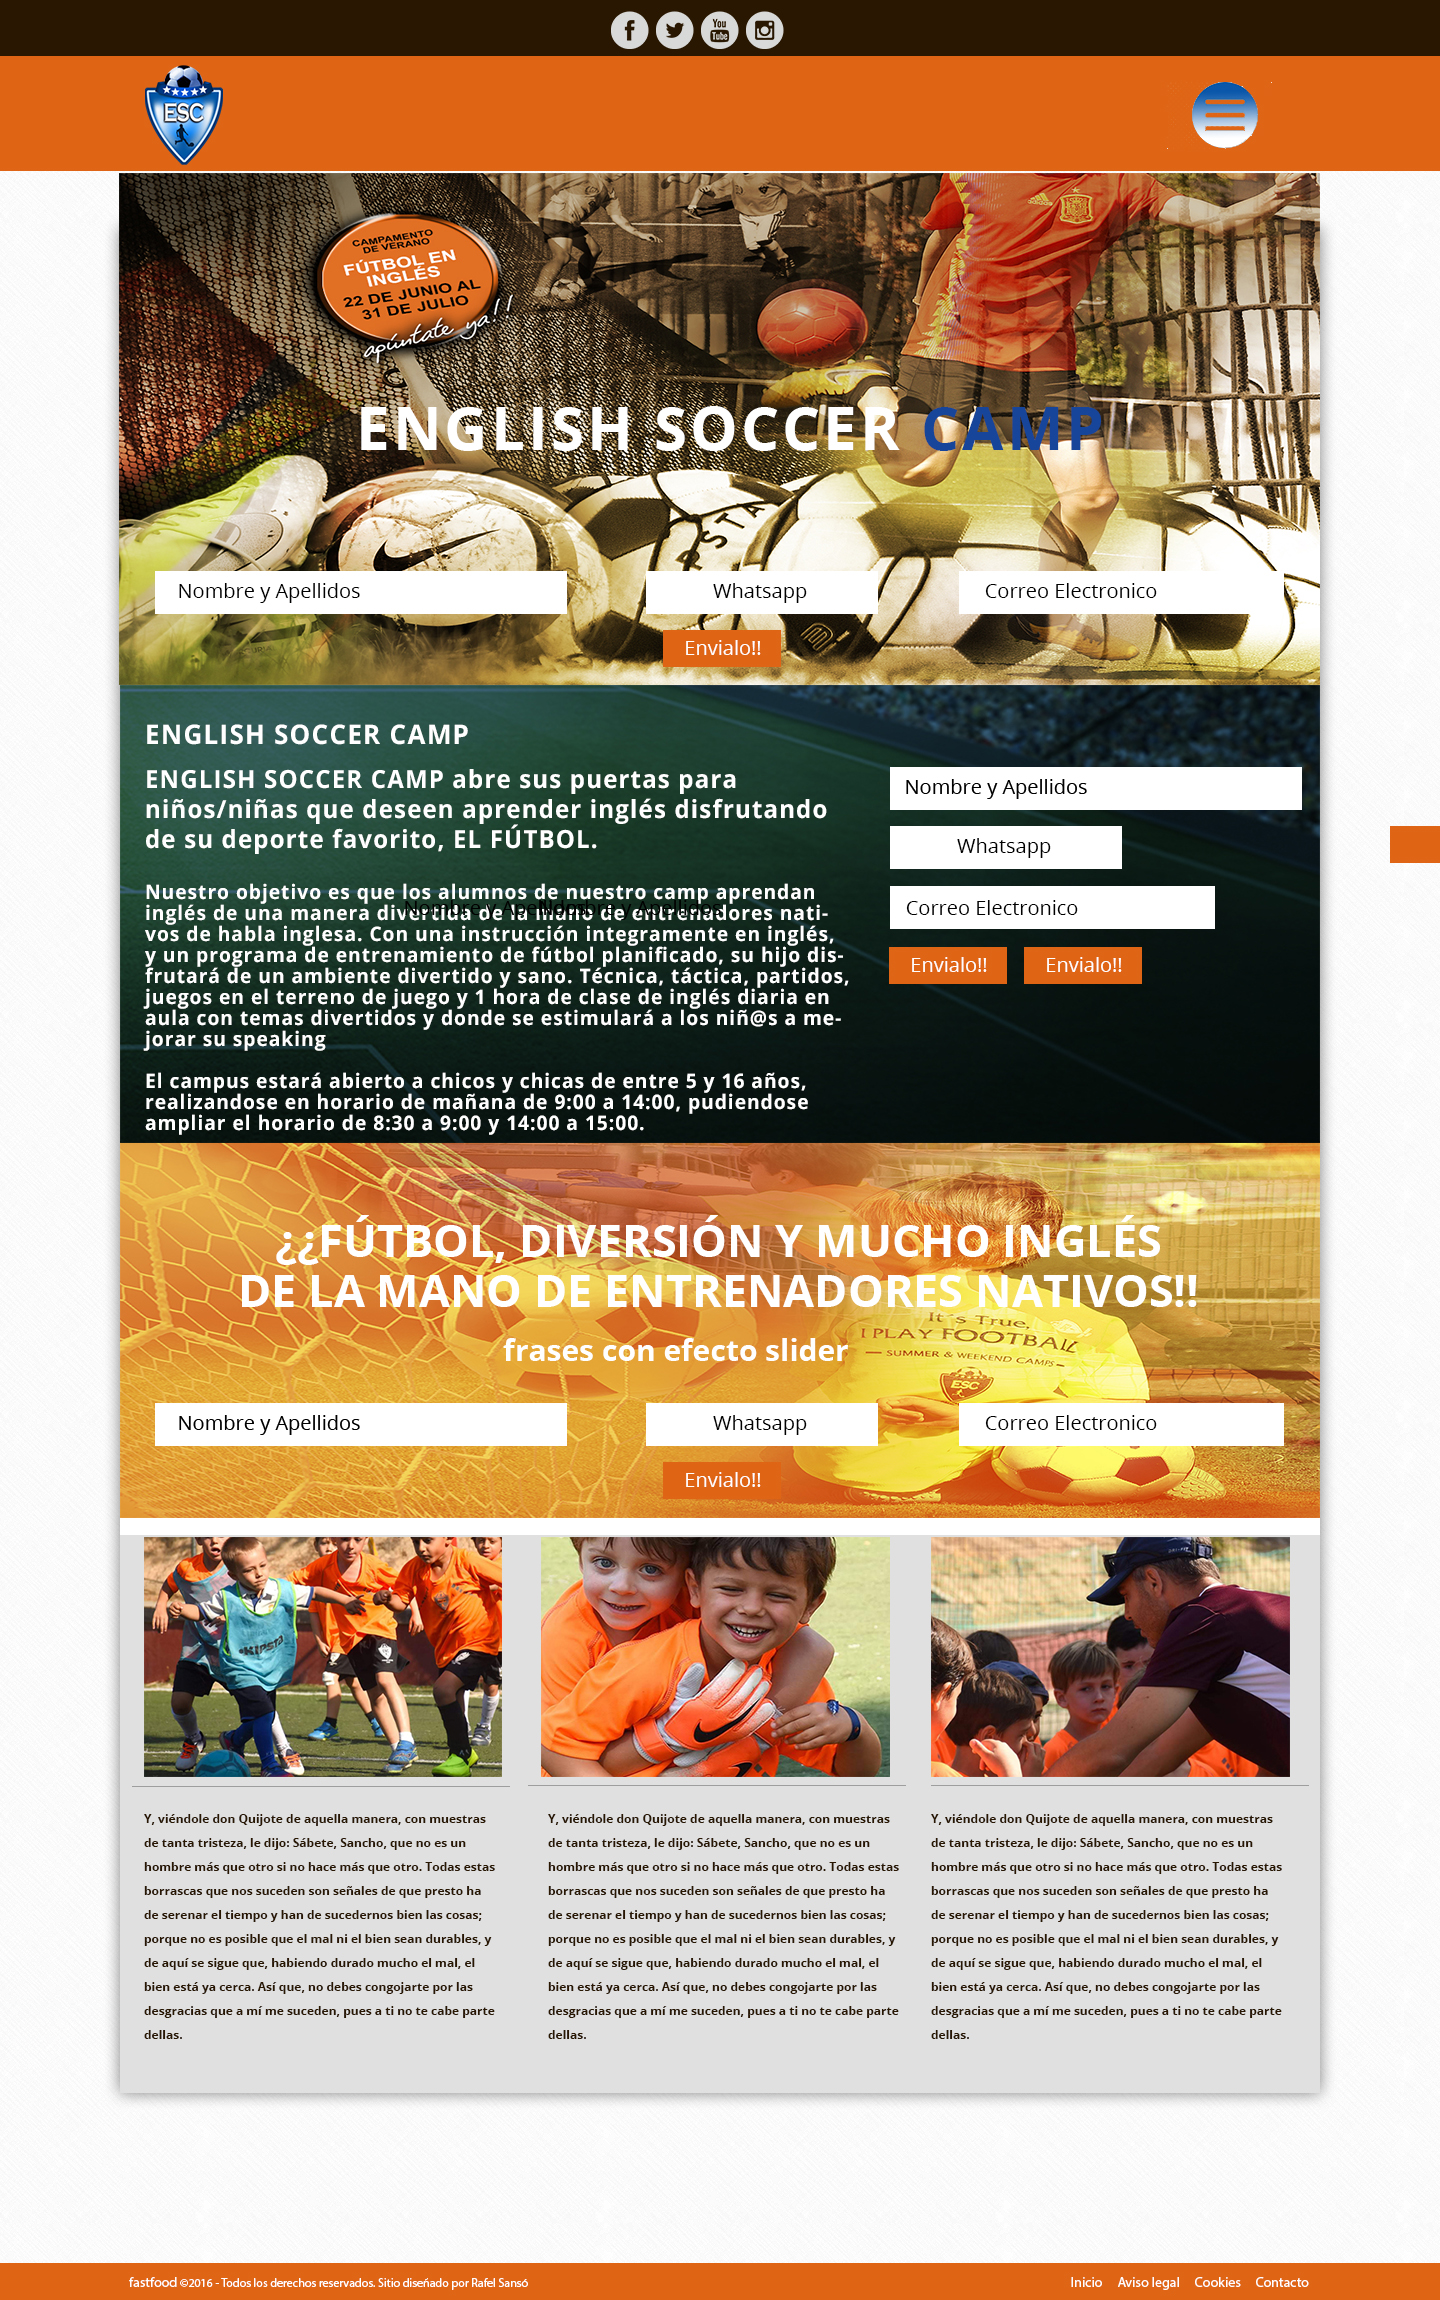 You
Tube
ESC
CAMPAMENTO
DE VERANO
FÚTBOL EN
INGLÉS
22 DE JUNIO AL
31 DE JULIO
apúntate ya!!
ENGLISH SOCCER CAMP
Nombre y Apellidos
Whatsapp
Correo Electronico
Envialo!!
ENGLISH SOCCER CAMP
ENGLISH SOCCER CAMP abre sus puertas para
niños/niñas que deseen aprender inglés disfrutando
de su deporte favorito, EL FÚTBOL.
Nuestro objetivo es que los alumnos de nuestro camp aprendan
inglés de una manera divertida de la mano de entrenadores nati-
vos de habla inglesa. Con una instrucción integramente en inglés,
y un programa de entrenamiento de fútbol planificado, su hijo dis-
frutará de un ambiente divertido y sano. Técnica, táctica, partidos,
juegos en el terreno de juego y 1 hora de clase de inglés diaria en
aula con temas divertidos y donde se estimulará a los niñ@s a me-
jorar su speaking
El campus estará abierto a chicos y chicas de entre 5 y 16 años,
realizandose en horario de mañana de 9:00 a 14:00, pudiendose
ampliar el horario de 8:30 a 9:00 y 14:00 a 15:00.
Nombre y Apellidos
Nombre y Apellidos
Nombre y Apellidos
Whatsapp
Correo Electronico
Envialo!!
Envialo!!
¿¿FÚTBOL, DIVERSIÓN Y MUCHO INGLÉS
DE LA MANO DE ENTRENADORES NATIVOS!!
frases con efecto slider
It´s True,
I PLAY FOOTBALL
SUMMER & WEEKEND CAMPS
ESC
Nombre y Apellidos
Whatsapp
Correo Electronico
Envialo!!
KIPSTA
Y, viéndole don Quijote de aquella manera, con muestras
de tanta tristeza, le dijo: Sábete, Sancho, que no es un
hombre más que otro si no hace más que otro. Todas estas
borrascas que nos suceden son señales de que presto ha
de serenar el tiempo y han de sucedernos bien las cosas;
porque no es posible que el mal ni el bien sean durables, y
de aquí se sigue que, habiendo durado mucho el mal, el
bien está ya cerca. Así que, no debes congojarte por las
desgracias que a mí me suceden, pues a ti no te cabe parte
dellas.
Y, viéndole don Quijote de aquella manera, con muestras
de tanta tristeza, le dijo: Sábete, Sancho, que no es un
hombre más que otro si no hace más que otro. Todas estas
borrascas que nos suceden son señales de que presto ha
de serenar el tiempo y han de sucedernos bien las cosas;
porque no es posible que el mal ni el bien sean durables, y
de aquí se sigue que, habiendo durado mucho el mal, el
bien está ya cerca. Así que, no debes congojarte por las
desgracias que a mí me suceden, pues a ti no te cabe parte
dellas.
Y, viéndole don Quijote de aquella manera, con muestras
de tanta tristeza, le dijo: Sábete, Sancho, que no es un
hombre más que otro si no hace más que otro. Todas estas
borrascas que nos suceden son señales de que presto ha
de serenar el tiempo y han de sucedernos bien las cosas;
porque no es posible que el mal ni el bien sean durables, y
de aquí se sigue que, habiendo durado mucho el mal, el
bien está ya cerca. Así que, no debes congojarte por las
desgracias que a mí me suceden, pues a ti no te cabe parte
dellas.
fastfood ©2016 - Todos los derechos reservados. Sitio diseñado por Rafel Sansó
Inicio Aviso legal Cookies Contacto